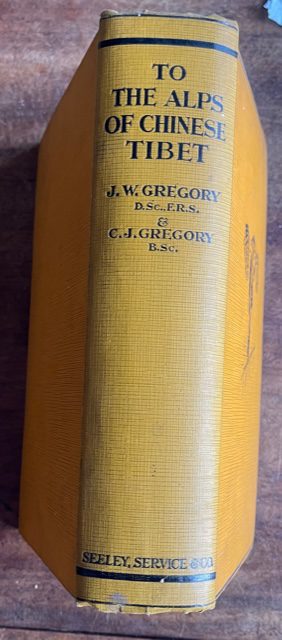 TO
THE ALPS
OF CHINESE
TIBET
J.W. GREGORY
D.Sc., F.R.S.
&
C.J. GREGORY
B.Sc.
SEELEY, SERVICE & CO.